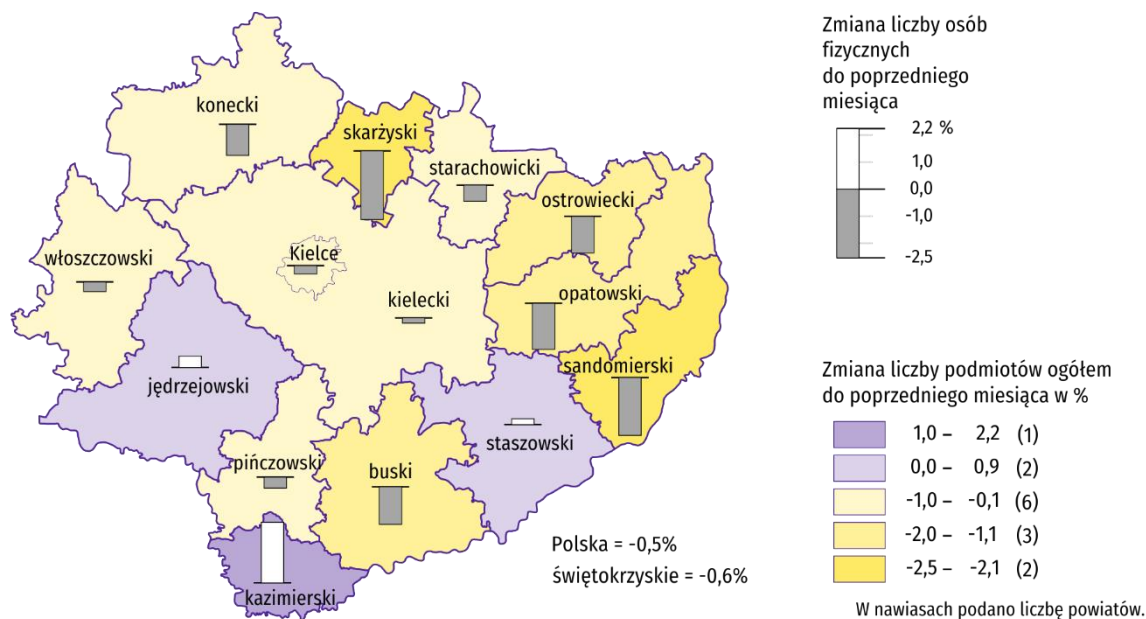 konecki
skarżyski
starachowicki
ostrowiecki
włoszczowski
Kielce
kielecki
opatowski
jędrzejowski
sandomierski
staszowski
pińczowski
buski
kazimierski
Polska = -0,5%
świętokrzyskie = -0,6%
Zmiana liczby osób
fizycznych
do poprzedniego
miesiąca
2,2 %
1,0
0,0
-1,0
-2,5
Zmiana liczby podmiotów ogółem
do poprzedniego miesiąca w %
1,0 – 2,2 (1)
0,0 – 0,9 (2)
-1,0 – -0,1 (6)
-2,0 – -1,1 (3)
-2,5 – -2,1 (2)
W nawiasach podano liczbę powiatów.